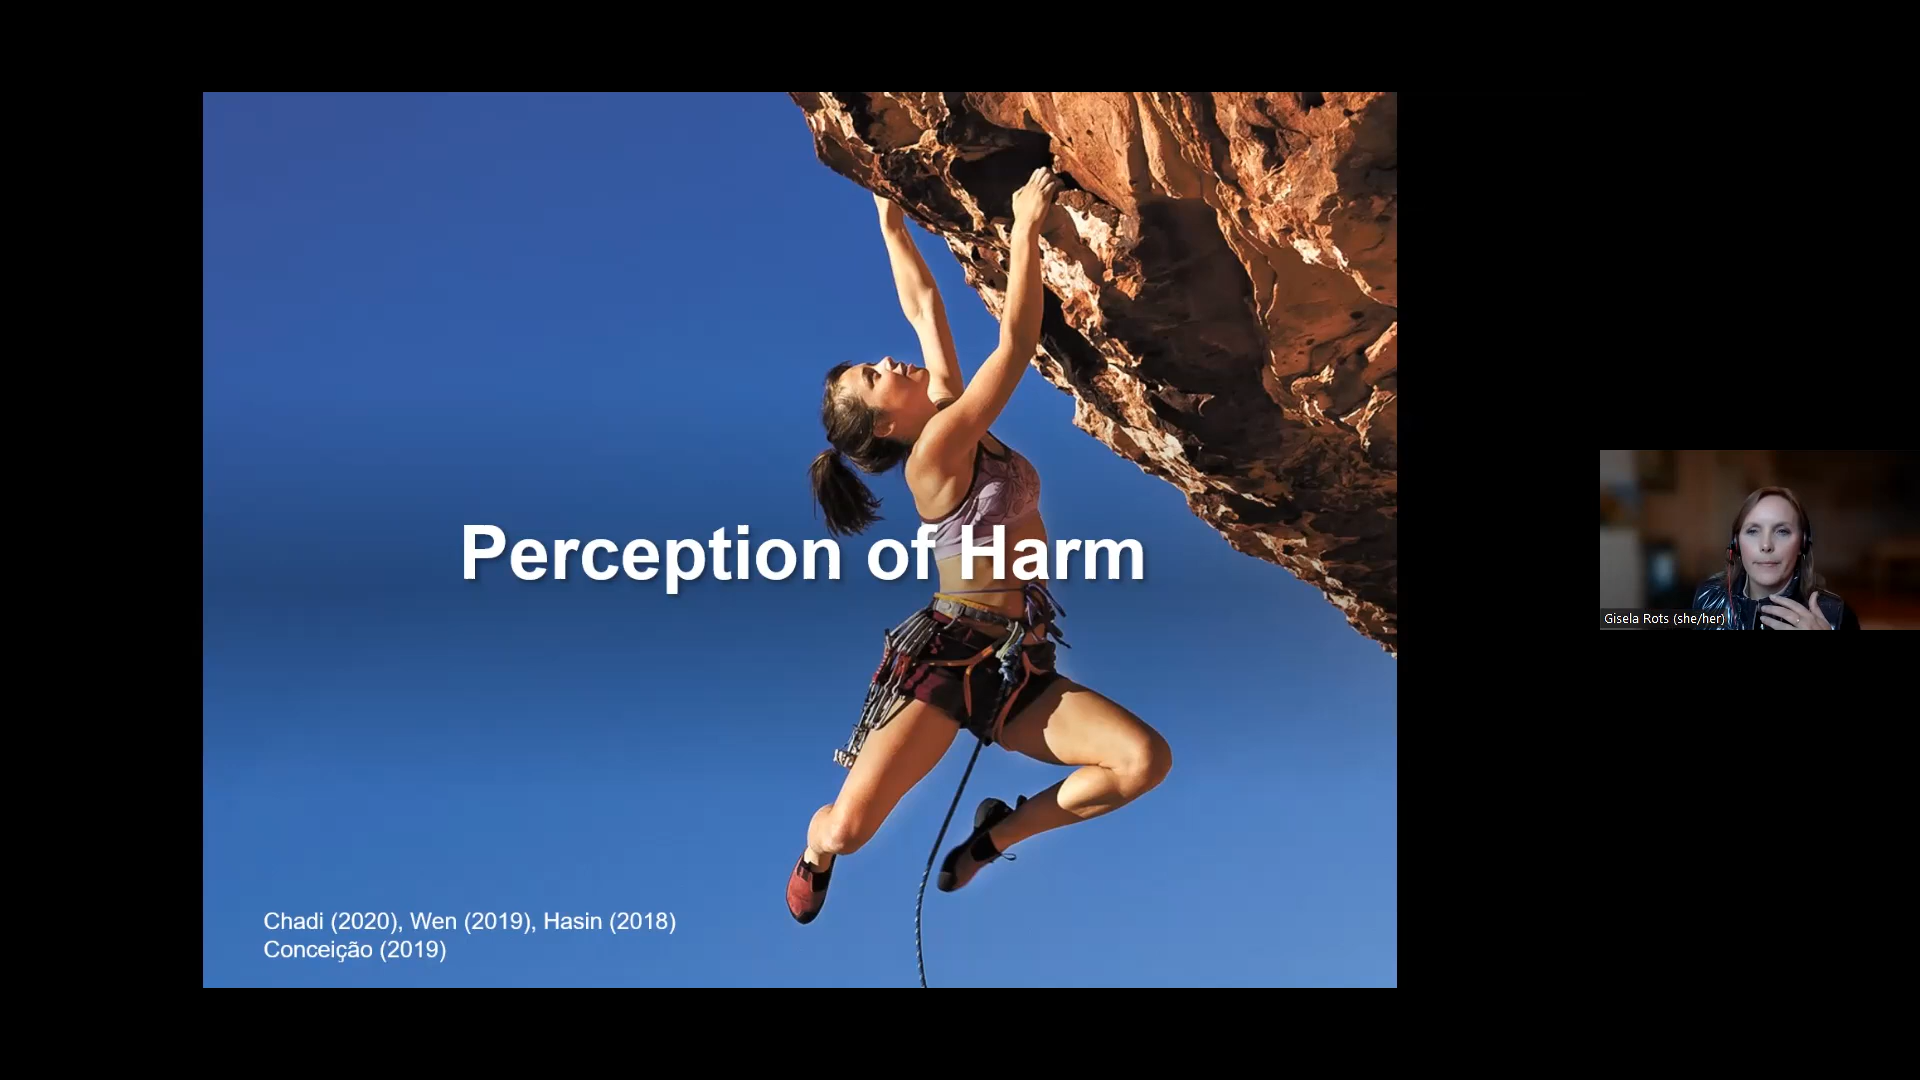 Perception of Harm
Chadi (2020), Wen (2019), Hasin (2018)
Conceição (2019)
Gisela Rots (she/her)